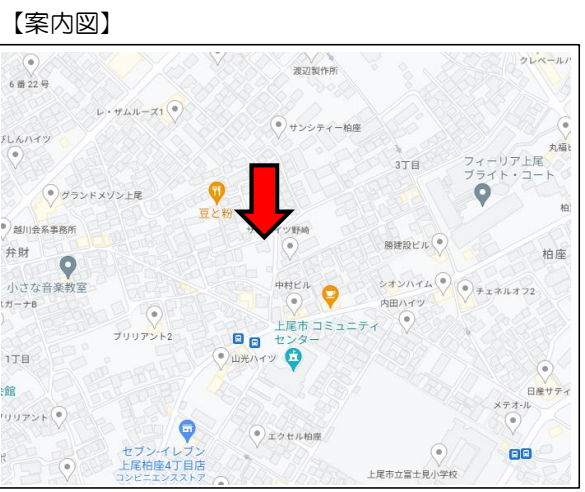 【案内図】
クレベール
6番22号
渡辺製作所
レ・ザムルーズ1
サンシティー柏座
びしんハイツ
丸福
3丁目
フィーリア上尾
ブライト・コート
グランドメゾン上尾
豆と粉
柏
越川会系事務所
イツ野崎
弁財
勝建設ビル
柏座
小さな音楽教室
中村ビル
シオンハイム
チェネルオフ2
スガーナB
内田ハイツ
ブリリアント2
上尾市 コミュニティ
センター
1丁目
山光ハイツ
会館
日産サティ
メテオール
ブリリアント
エクセル柏座
セブン-イレブン
上尾柏座4丁目店
コンビニエンスストア
上尾市立富士見小学校